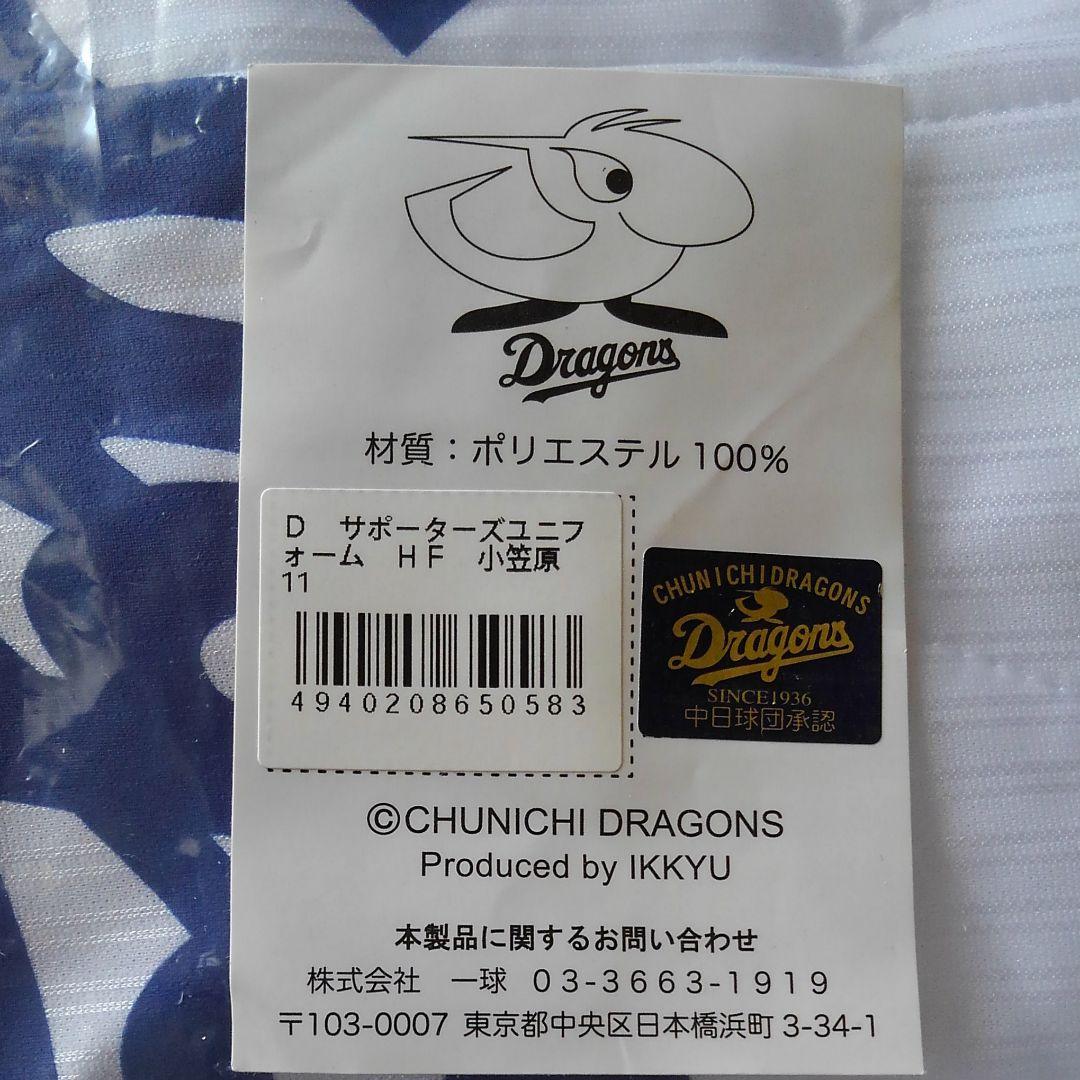 Dragons
材質：ポリエステル100%
D　サポーターズユニフ
ォーム　HF　小笠原
11
4940208650583
CHUNICHIDRAGONS
Dragons
SINCE1936
中日球団承認
©CHUNICHI DRAGONS
Produced by IKKYU
本製品に関するお問い合わせ
株式会社　一球　03-3663-1919
〒103-0007 東京都中央区日本橋浜町 3-34-1